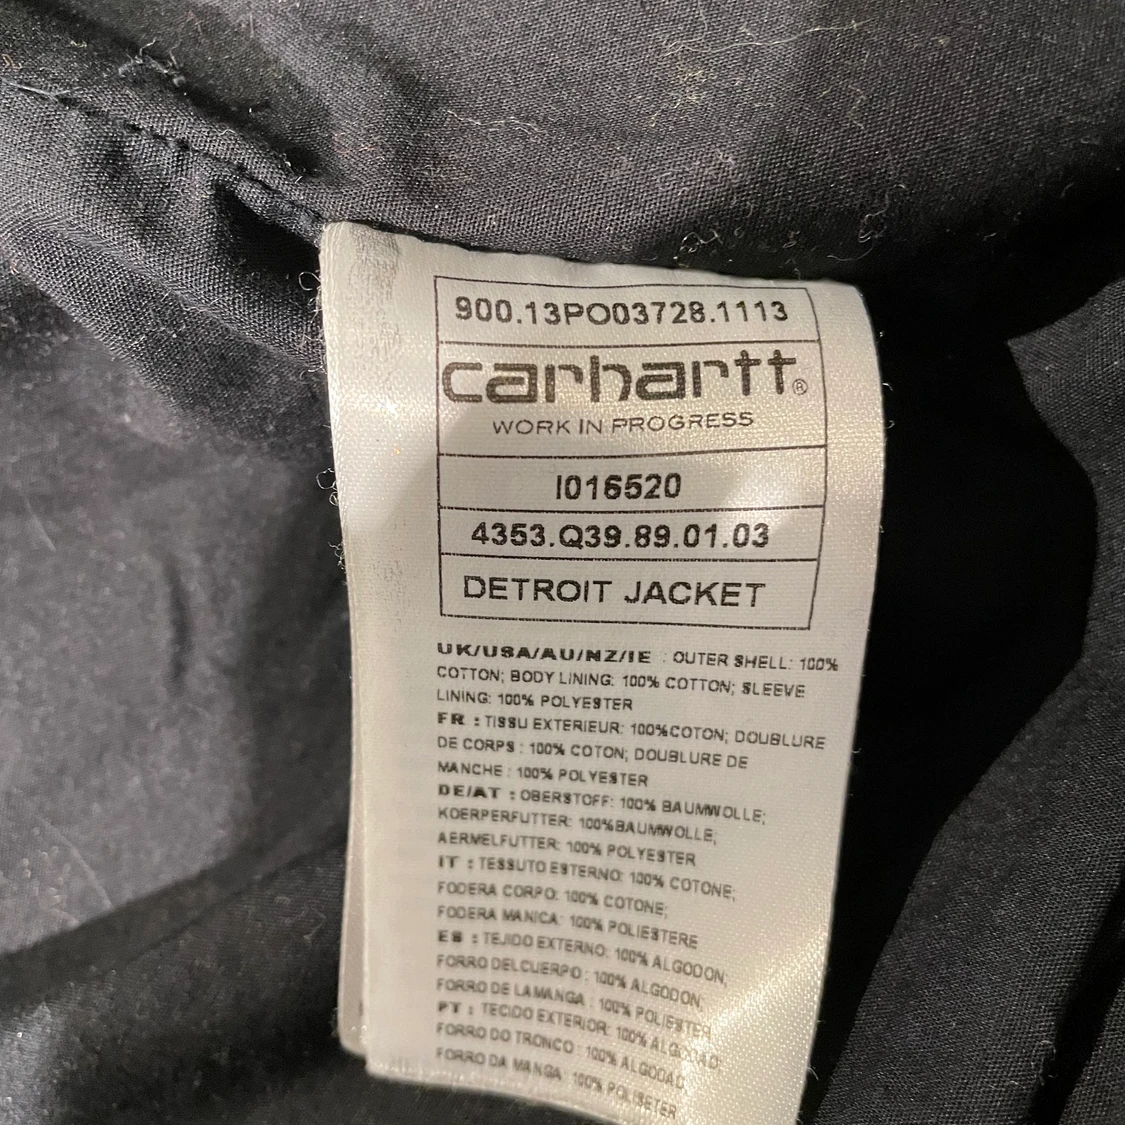 900.13PO03728.1113
carhartt®
WORK IN PROGRESS
I016520
4353.Q39.89.01.03
DETROIT JACKET
UK/USA/AU/NZ/IE : OUTER SHELL: 100%
COTTON; BODY LINING: 100% COTTON; SLEEVE
LINING: 100% POLYESTER
FR : TISSU EXTERIEUR: 100%COTON; DOUBLURE
DE CORPS : 100% COTON; DOUBLURE DE
MANCHE : 100% POLYESTER
DE/AT : OBERSTOFF: 100% BAUMWOLLE;
KOERPERFUTTER: 100%BAUMWOLLE;
AERMELFUTTER: 100% POLYESTER
IT : TESSUTO ESTERNO: 100% COTONE;
FODERA CORPO: 100% COTONE;
FODERA MANICA: 100% POLIESTERE
ES : TEJIDO EXTERNO: 100% ALGODON;
FORRO DELCUERPO : 100% ALGODON;
FORRO DE LA MANGA : 100% POLIESTER
PT : TECIDO EXTERIOR: 100% ALGODAO;
FORRO DO TRONCO : 100% ALGODAO;
FORRO DA MANGA : 100% POLISETER